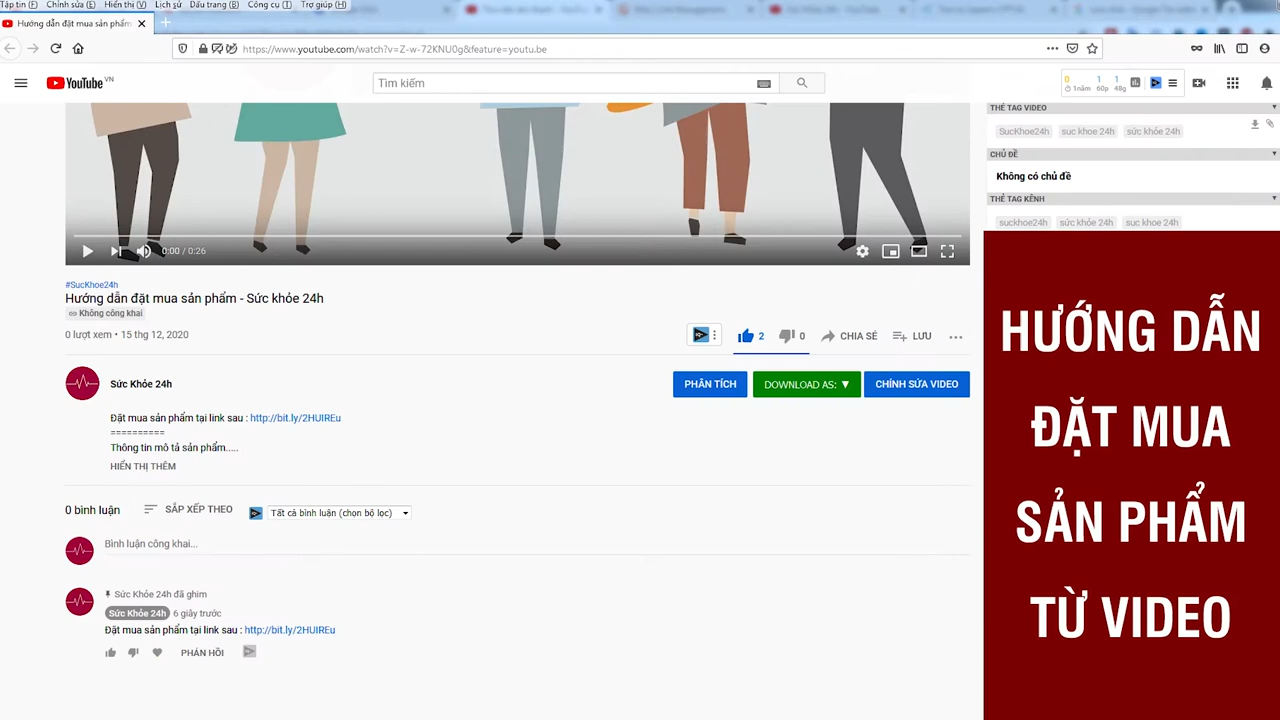 Tập tin (F) Chỉnh sửa (E) Hiển thị (V) Lịch sử Dấu trang (B) Công cụ (T) Trợ giúp (H)
Hướng dẫn đặt mua sản phẩm
https://www.youtube.com/watch?v=Z-w-72KNU0g&feature=youtu.be
YouTube VN
Tìm kiếm
0 1 1
1năm 60p 48g
THẺ TAG VIDEO
SucKhoe24h suc khoe 24h sức khỏe 24h
CHỦ ĐỀ
Không có chủ đề
THẺ TAG KÊNH
suckhoe24h sức khỏe 24h suc khoe 24h
0:00 / 0:26
#SucKhoe24h
Hướng dẫn đặt mua sản phẩm - Sức khỏe 24h
Không công khai
0 lượt xem • 15 thg 12, 2020
2 0 CHIA SẺ LƯU
Sức Khỏe 24h
PHÂN TÍCH DOWNLOAD AS: ▼ CHỈNH SỬA VIDEO
Đặt mua sản phẩm tại link sau : http://bit.ly/2HUIREu
==========
Thông tin mô tả sản phẩm.....
HIỂN THỊ THÊM
0 bình luận SẮP XẾP THEO Tất cả bình luận (chọn bộ lọc)
Bình luận công khai...
Sức Khỏe 24h đã ghim
Sức Khỏe 24h 6 giây trước
Đặt mua sản phẩm tại link sau : http://bit.ly/2HUIREu
PHẢN HỒI
HƯỚNG DẪN
ĐẶT MUA
SẢN PHẨM
TỪ VIDEO